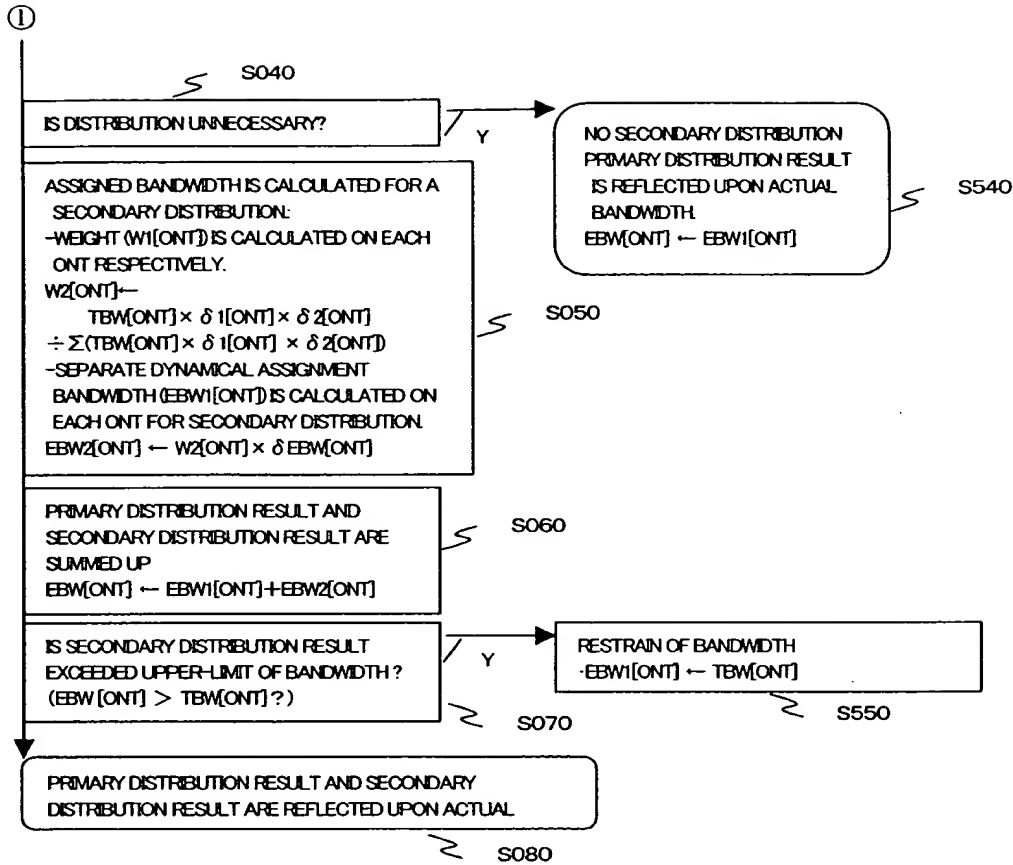 ①
S040
IS DISTRIBUTION UNNECESSARY?
Y
NO SECONDARY DISTRIBUTION
PRIMARY DISTRIBUTION RESULT
IS REFLECTED UPON ACTUAL
BANDWIDTH.
EBW[ONT] ← EBW1[ONT]
S540
ASSIGNED BANDWIDTH IS CALCULATED FOR A
SECONDARY DISTRIBUTION:
-WEIGHT (W1[ONT]) IS CALCULATED ON EACH
ONT RESPECTIVELY.
W2[ONT]←
TBW[ONT]× δ1[ONT]× δ2[ONT]
÷Σ(TBW[ONT]× δ1[ONT] × δ2[ONT])
-SEPARATE DYNAMICAL ASSIGNMENT
BANDWIDTH (EBW1[ONT]) IS CALCULATED ON
EACH ONT FOR SECONDARY DISTRIBUTION.
EBW2[ONT] ← W2[ONT]× δEBW[ONT]
S050
PRIMARY DISTRIBUTION RESULT AND
SECONDARY DISTRIBUTION RESULT ARE
SUMMED UP
EBW[ONT] ← EBW1[ONT]+EBW2[ONT]
S060
IS SECONDARY DISTRIBUTION RESULT
EXCEEDED UPPER-LIMIT OF BANDWIDTH?
(EBW [ONT] > TBW[ONT]?)
S070
Y
RESTRAIN OF BANDWIDTH
·EBW1[ONT] ← TBW[ONT]
S550
PRIMARY DISTRIBUTION RESULT AND SECONDARY
DISTRIBUTION RESULT ARE REFLECTED UPON ACTUAL
S080